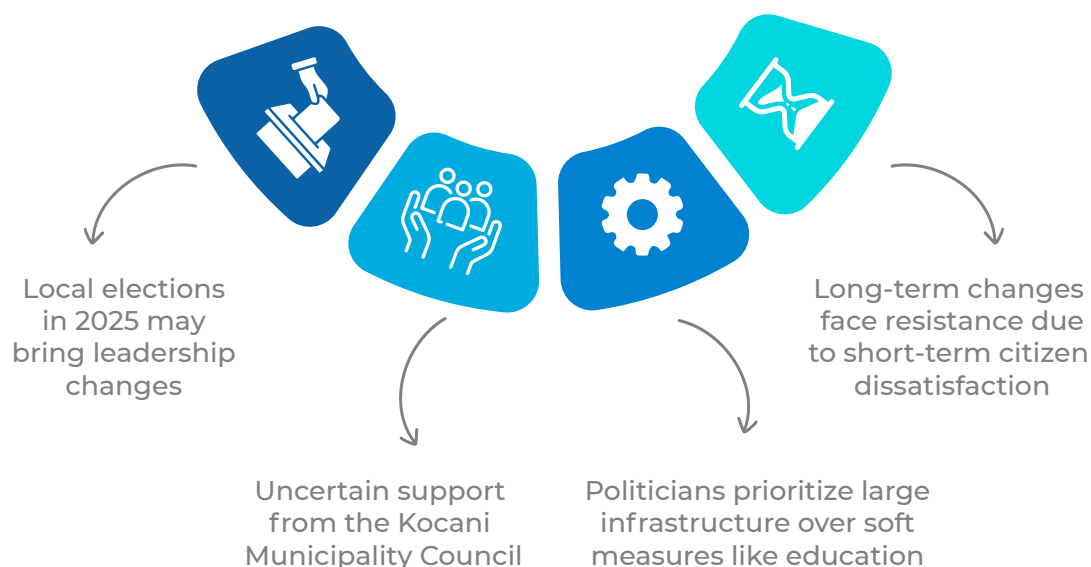 Local elections
in 2025 may
bring leadership
changes
Uncertain support
from the Kocani
Municipality Council
Politicians prioritize large
infrastructure over soft
measures like education
Long-term changes
face resistance due
to short-term citizen
dissatisfaction